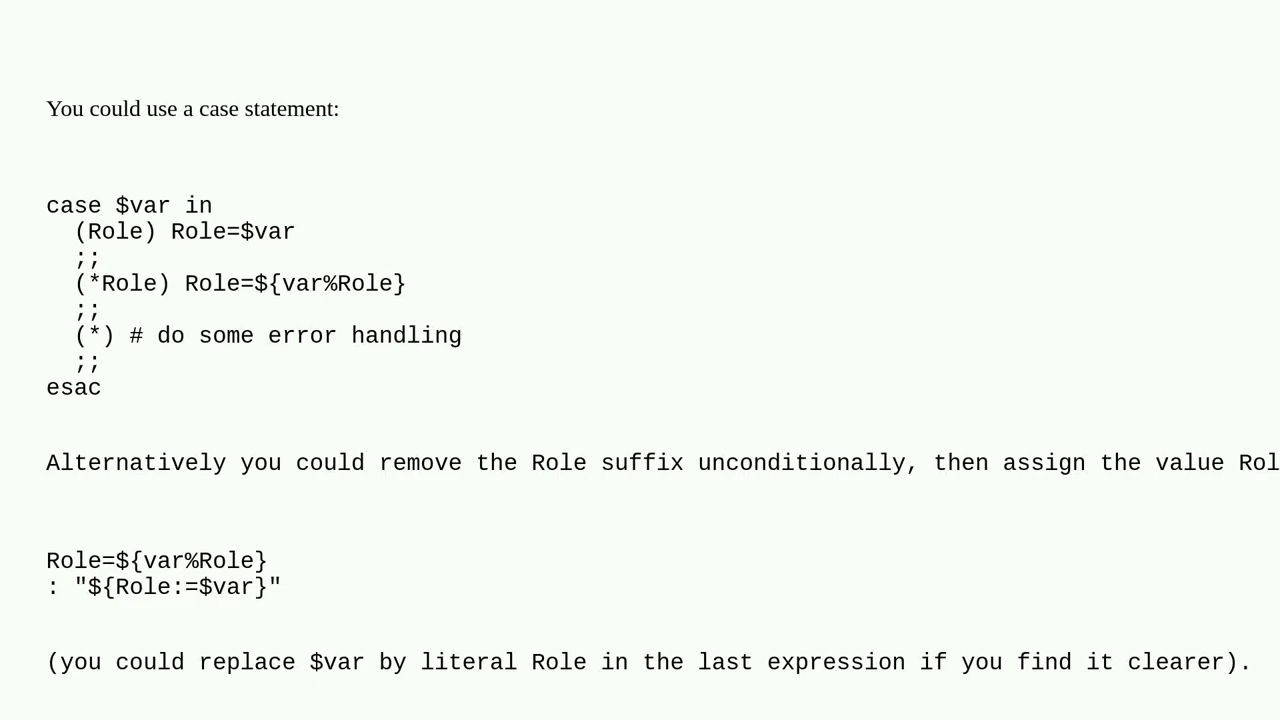 You could use a case statement:
case $var in
  (Role) Role=$var
  ;;
  (*Role) Role=${var%Role}
  ;;
  (*) # do some error handling
  ;;
esac
Alternatively you could remove the Role suffix unconditionally, then assign the value
Role=${var%Role}
: "${Role:=$var}"
(you could replace $var by literal Role in the last expression if you find it clearer).